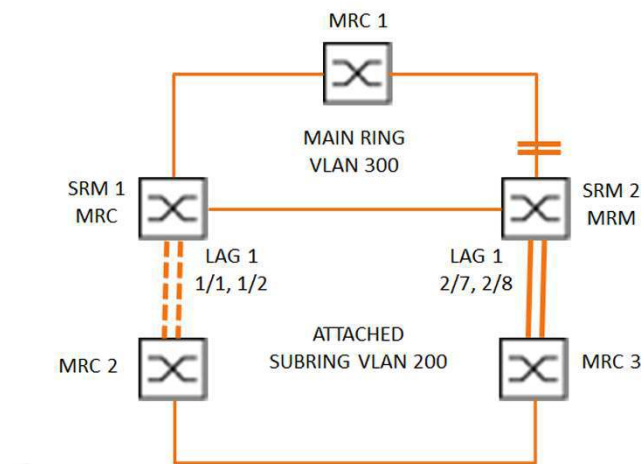 MRC 1
MAIN RING
VLAN 300
SRM 1
MRC
SRM 2
MRM
LAG 1
1/1, 1/2
LAG 1
2/7, 2/8
MRC 2
ATTACHED
SUBRING VLAN 200
MRC 3